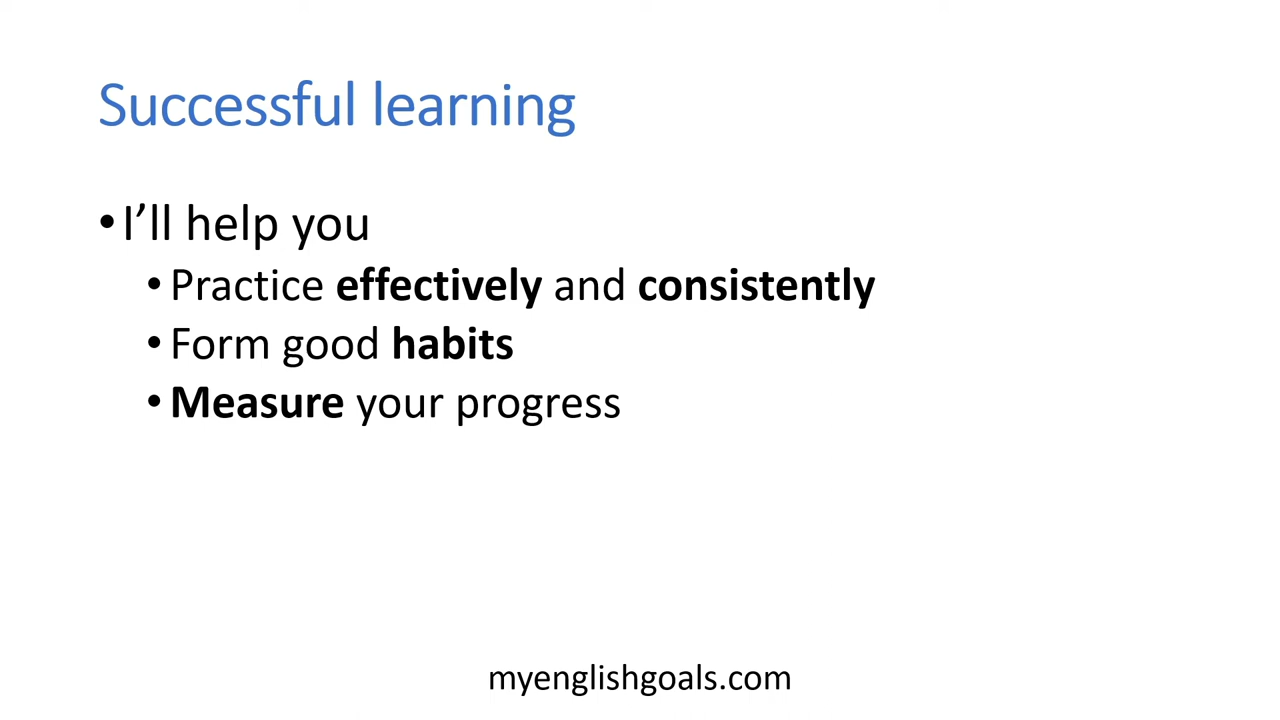 Successful learning
•I’ll help you
•Practice effectively and consistently
•Form good habits
•Measure your progress
myenglishgoals.com